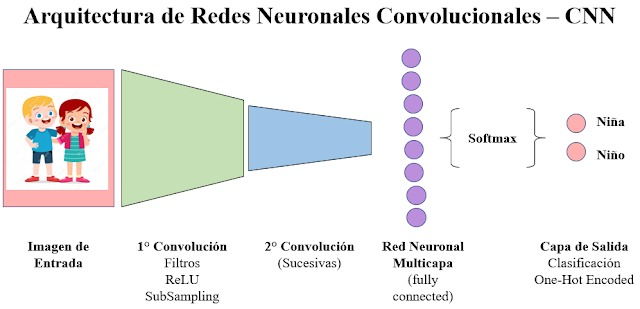 Arquitectura de Redes Neuronales Convolucionales – CNN
Softmax
Niña
Niño
Imagen de
Entrada
1° Convolución
Filtros
ReLU
SubSampling
2° Convolución
(Sucesivas)
Red Neuronal
Multicapa
(fully
connected)
Capa de Salida
Clasificación
One-Hot Encoded